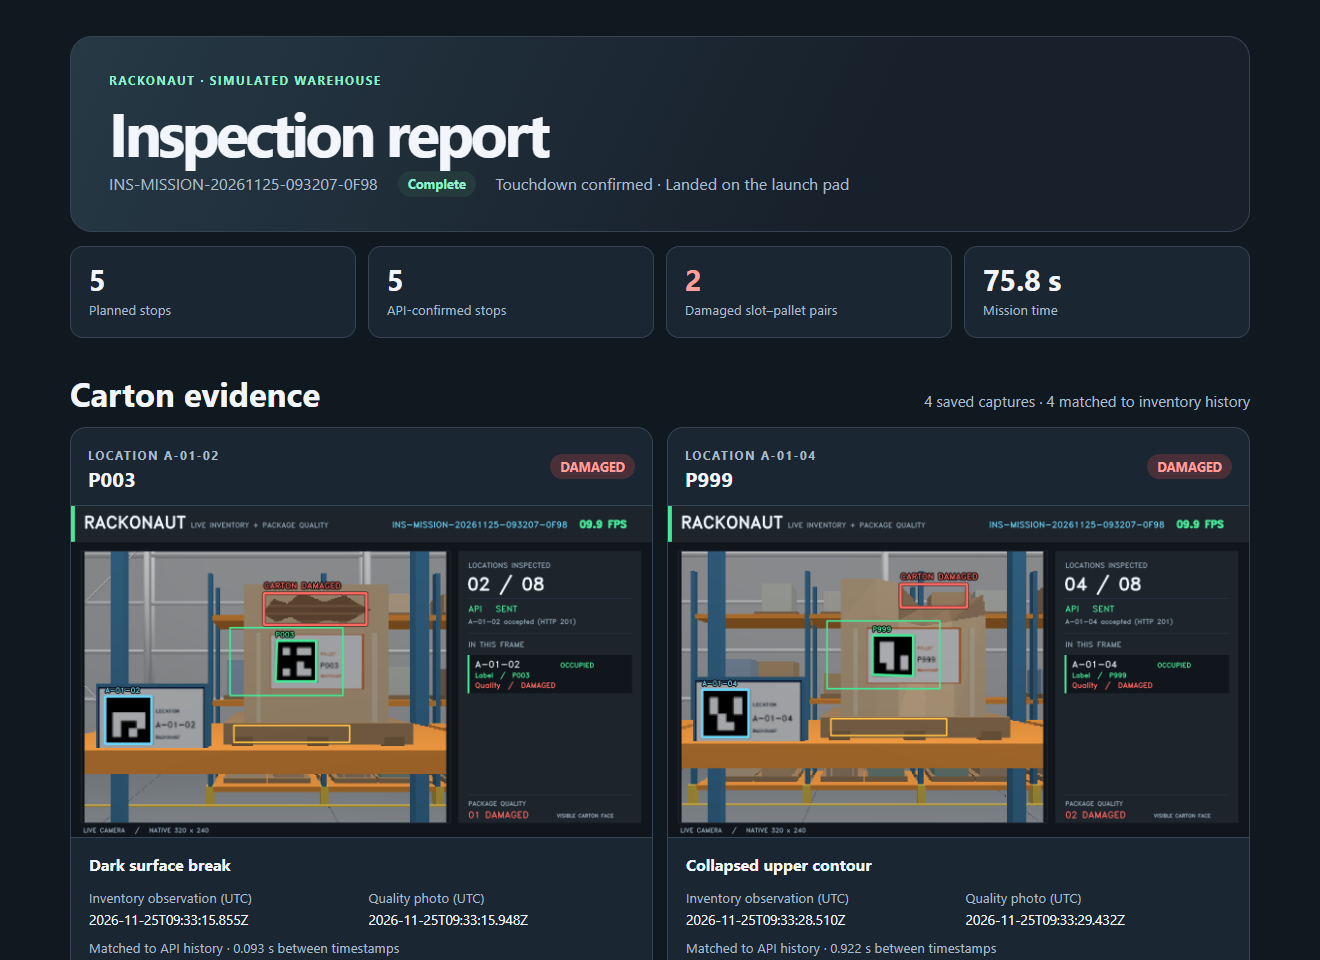 RACKONAUT · SIMULATED WAREHOUSE
Inspection report
INS-MISSION-20261125-093207-0F98 Complete Touchdown confirmed · Landed on the launch pad
5
Planned stops
5
API-confirmed stops
2
Damaged slot–pallet pairs
75.8 s
Mission time
Carton evidence
4 saved captures · 4 matched to inventory history
LOCATION A-01-02
P003
DAMAGED
RACKONAUT LIVE INVENTORY + PACKAGE QUALITY INS-MISSION-20261125-093207-0F98 09.9 FPS
CARTON DAMAGED
P003
P003
A-01-02
LOCATION
A-01-02
LOCATIONS INSPECTED
02 / 08
API SENT
A-01-02 accepted (HTTP 201)
IN THIS FRAME
A-01-02 OCCUPIED
Label / P003
Quality / DAMAGED
PACKAGE QUALITY
01 DAMAGED VISIBLE CARTON FACE
LIVE CAMERA / NATIVE 320 x 240
Dark surface break
Inventory observation (UTC)
2026-11-25T09:33:15.855Z
Quality photo (UTC)
2026-11-25T09:33:15.948Z
Matched to API history · 0.093 s between timestamps
LOCATION A-01-04
P999
DAMAGED
RACKONAUT LIVE INVENTORY + PACKAGE QUALITY INS-MISSION-20261125-093207-0F98 09.9 FPS
CARTON DAMAGED
P999
P999
A-01-04
LOCATION
A-01-04
LOCATIONS INSPECTED
04 / 08
API SENT
A-01-04 accepted (HTTP 201)
IN THIS FRAME
A-01-04 OCCUPIED
Label / P999
Quality / DAMAGED
PACKAGE QUALITY
02 DAMAGED VISIBLE CARTON FACE
LIVE CAMERA / NATIVE 320 x 240
Collapsed upper contour
Inventory observation (UTC)
2026-11-25T09:33:28.510Z
Quality photo (UTC)
2026-11-25T09:33:29.432Z
Matched to API history · 0.922 s between timestamps